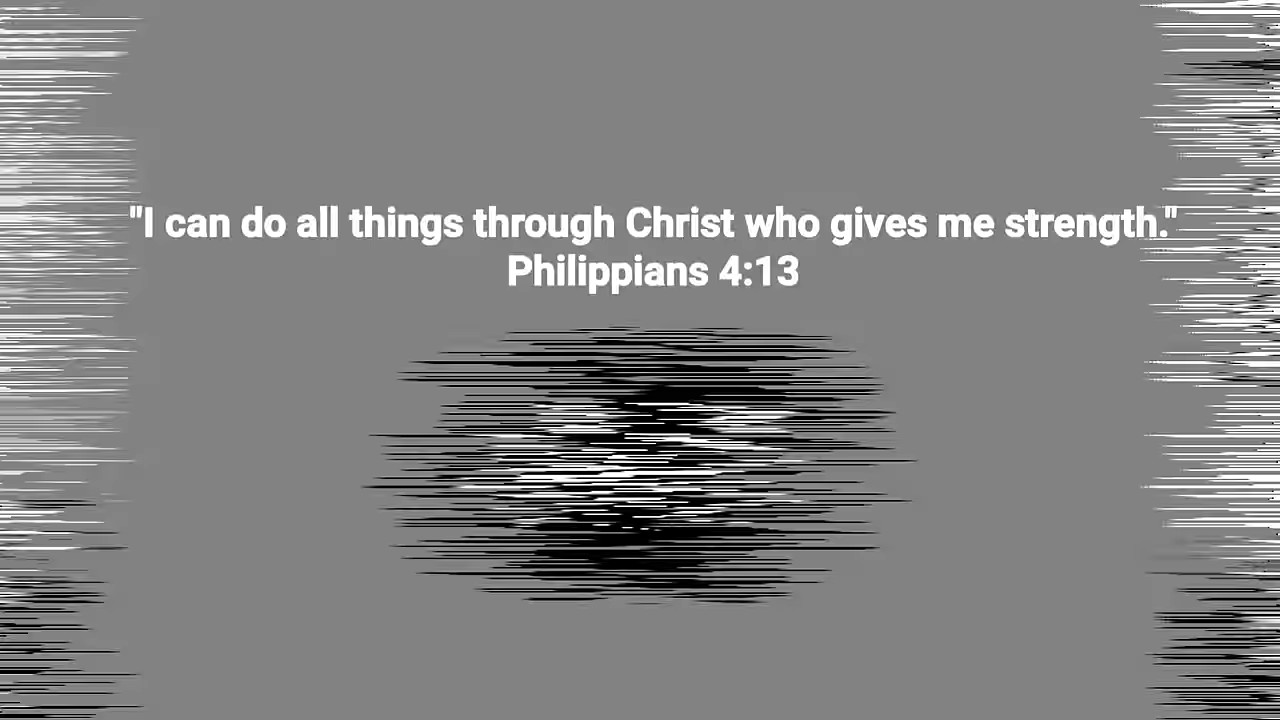 "I can do all things through Christ who gives me strength."
Philippians 4:13